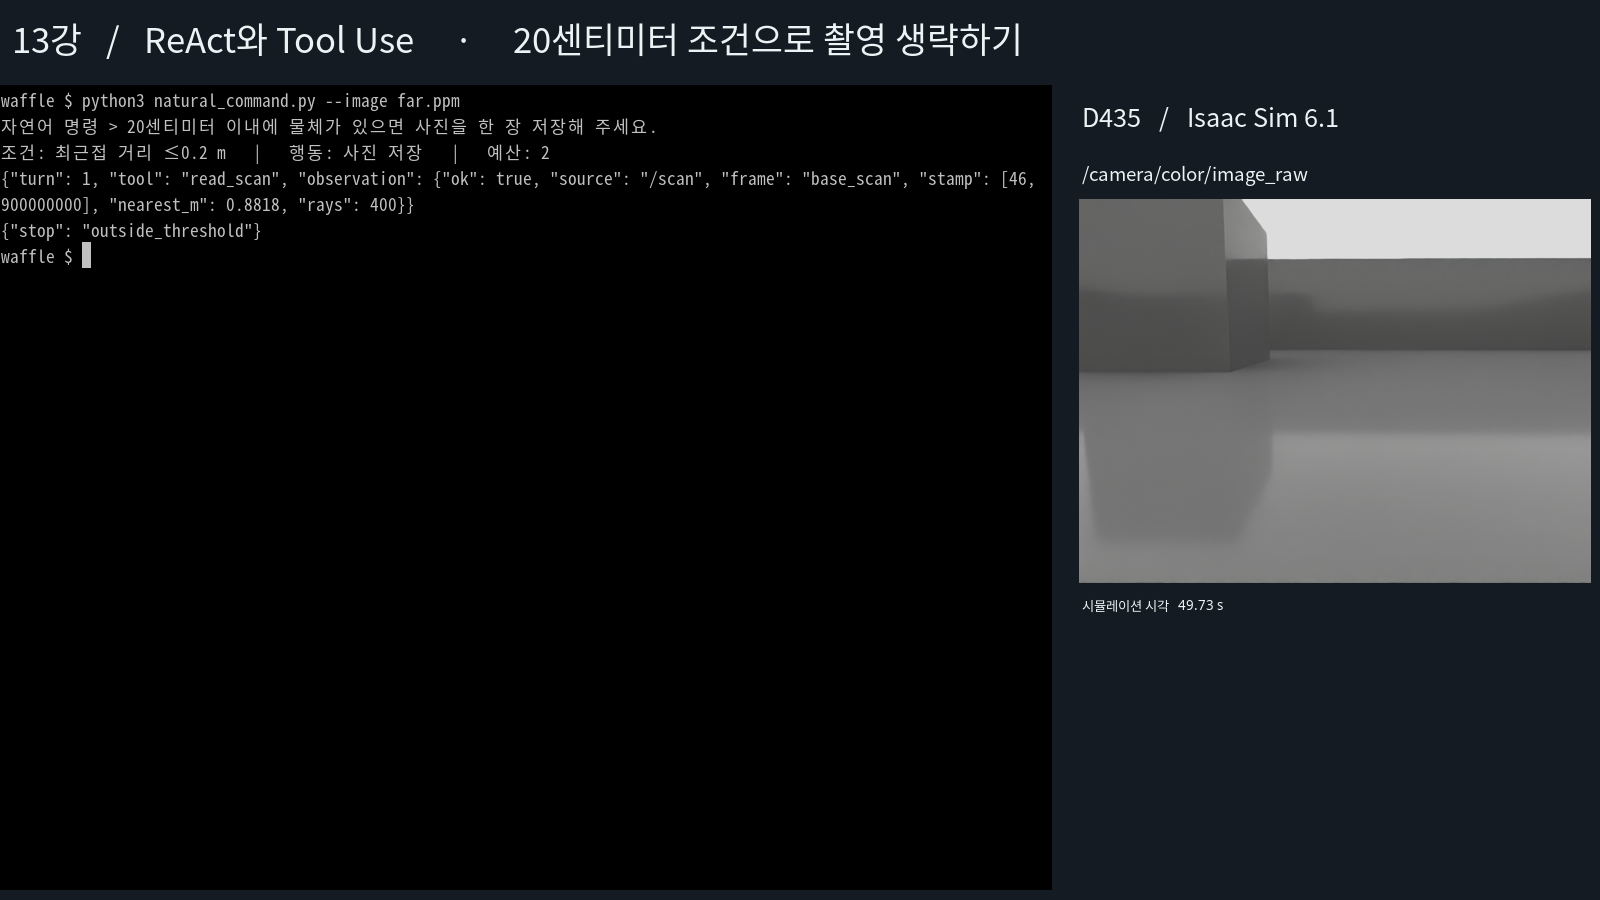 13강 / ReAct와 Tool Use · 20센티미터 조건으로 촬영 생략하기
waffle $ python3 natural_command.py --image far.ppm
자연어 명령 > 20센티미터 이내에 물체가 있으면 사진을 한 장 저장해 주세요.
조건: 최근접 거리 ≤0.2 m | 행동: 사진 저장 | 예산: 2
{"turn": 1, "tool": "read_scan", "observation": {"ok": true, "source": "/scan", "frame": "base_scan", "stamp": [46,
900000000], "nearest_m": 0.8818, "rays": 400}}
{"stop": "outside_threshold"}
waffle $
D435 / Isaac Sim 6.1
/camera/color/image_raw
시뮬레이션 시각 49.73 s